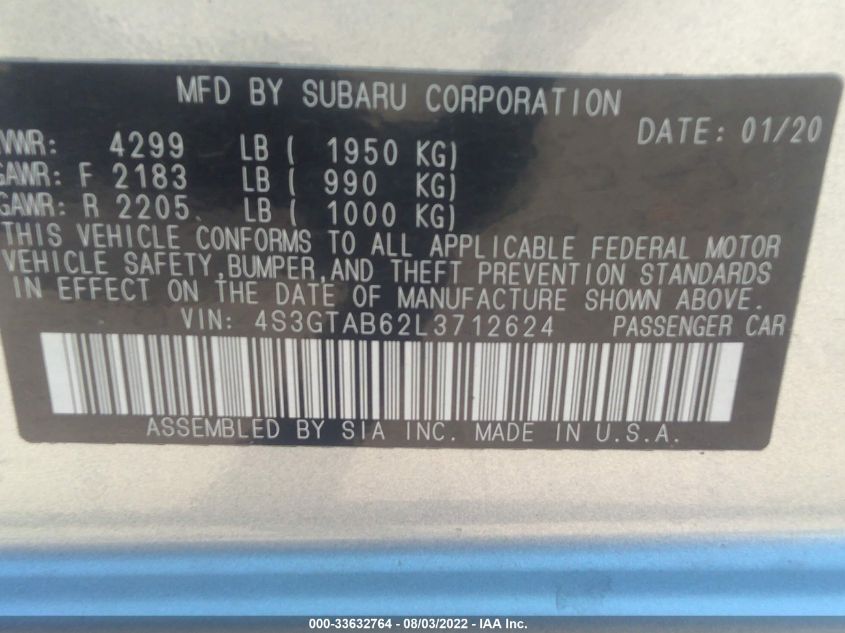 MFD BY SUBARU CORPORATION
DATE: 01/20
VWR: 4299 LB ( 1950 KG)
GAWR: F 2183 LB ( 990 KG)
GAWR: R 2205 LB ( 1000 KG)
THIS VEHICLE CONFORMS TO ALL APPLICABLE FEDERAL MOTOR
VEHICLE SAFETY,BUMPER,AND THEFT PREVENTION STANDARDS
IN EFFECT ON THE DATE OF MANUFACTURE SHOWN ABOVE.
VIN: 4S3GTAB62L3712624 PASSENGER CAR
ASSEMBLED BY SIA INC. MADE IN U.S.A.
000-33632764 - 08/03/2022 - IAA Inc.